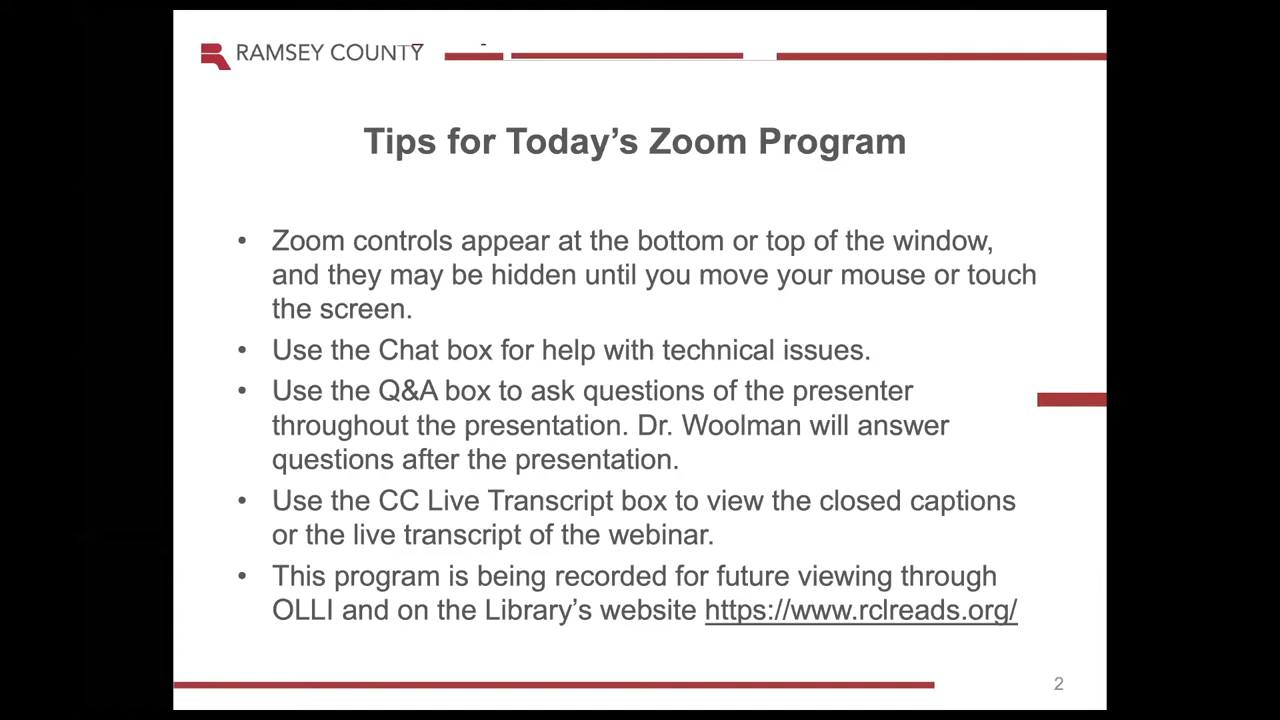 RAMSEY COUNTY
Tips for Today’s Zoom Program
• Zoom controls appear at the bottom or top of the window,
and they may be hidden until you move your mouse or touch
the screen.
• Use the Chat box for help with technical issues.
• Use the Q&A box to ask questions of the presenter
throughout the presentation. Dr. Woolman will answer
questions after the presentation.
• Use the CC Live Transcript box to view the closed captions
or the live transcript of the webinar.
• This program is being recorded for future viewing through
OLLI and on the Library’s website https://www.rclreads.org/
2